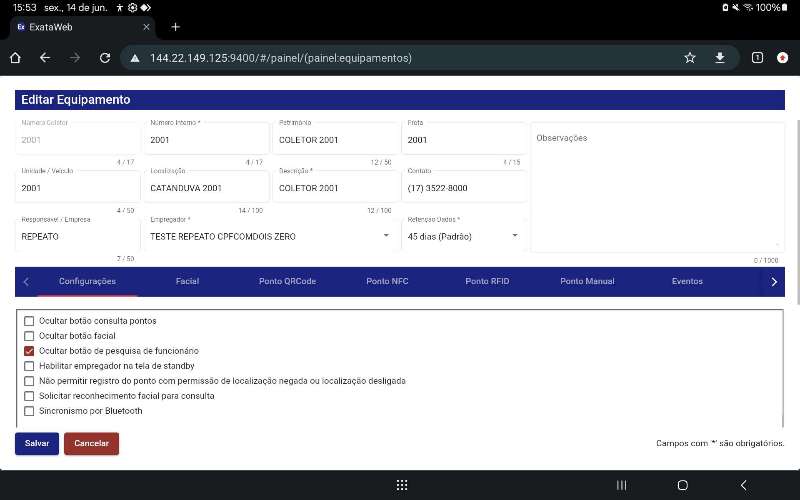 15:53 sex., 14 de jun. 100%
ExataWeb
144.22.149.125:9400/#/painel/(painel:equipamentos) 1
Editar Equipamento
Número Coletor Número Interno * Patrimônio Frota
2001 2001 COLETOR 2001 2001 Observações
4 / 17 4 / 17 12 / 50 4 / 15
Unidade / Veículo Localização Descrição * Contato
2001 CATANDUVA 2001 COLETOR 2001 (17) 3522-8000
4 / 50 14 / 100 12 / 100
Responsável / Empresa Empregador * Retenção Dados *
REPEATO TESTE REPEATO CPFCOMDOIS ZERO 45 dias (Padrão)
7 / 50 0 / 1000
Configurações Facial Ponto QRCode Ponto NFC Ponto RFID Ponto Manual Eventos
Ocultar botão consulta pontos
Ocultar botão facial
Ocultar botão de pesquisa de funcionário
Habilitar empregador na tela de standby
Não permitir registro do ponto com permissão de localização negada ou localização desligada
Solicitar reconhecimento facial para consulta
Sincronismo por Bluetooth
Salvar Cancelar Campos com '*' são obrigatórios.